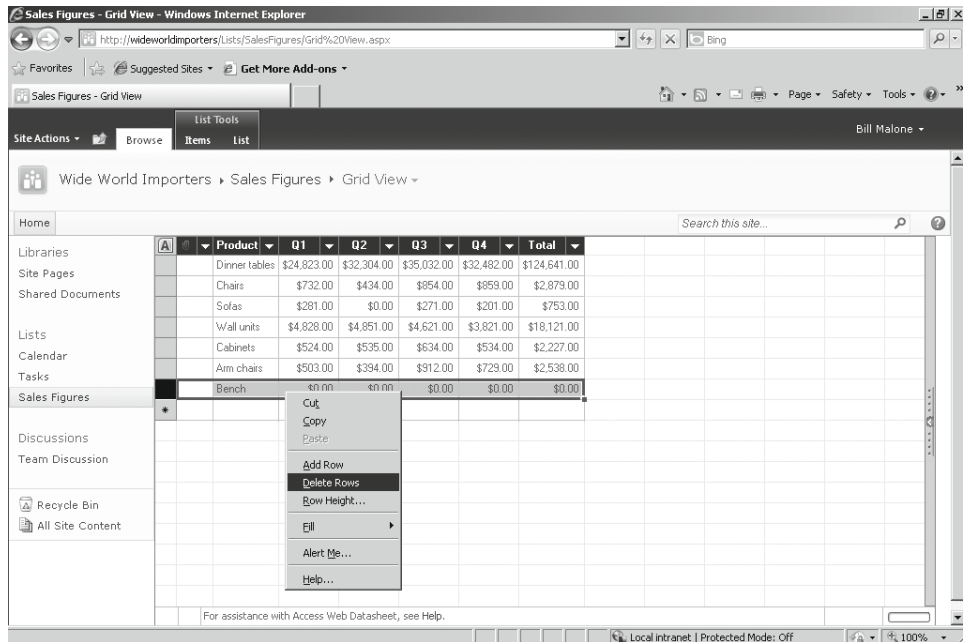 Sales Figures - Grid View - Windows Internet Explorer
http://wideworldimporters/Lists/SalesFigures/Grid%20View.aspx
Bing
Favorites Suggested Sites Get More Add-ons
Sales Figures - Grid View
Page Safety Tools
List Tools
Site Actions Browse Items List
Bill Malone
Wide World Importers Sales Figures Grid View
Home
Search this site...
Libraries
Site Pages
Shared Documents
Lists
Calendar
Tasks
Sales Figures
Discussions
Team Discussion
Recycle Bin
All Site Content
Product Q1 Q2 Q3 Q4 Total
Dinner tables $24,823.00 $32,304.00 $35,032.00 $32,482.00 $124,641.00
Chairs $732.00 $434.00 $854.00 $859.00 $2,879.00
Sofas $281.00 $0.00 $271.00 $201.00 $753.00
Wall units $4,828.00 $4,851.00 $4,621.00 $3,821.00 $18,121.00
Cabinets $524.00 $535.00 $634.00 $534.00 $2,227.00
Arm chairs $503.00 $394.00 $912.00 $729.00 $2,538.00
Bench $0.00 $0.00 $0.00 $0.00 $0.00
Cut
Copy
Paste
Add Row
Delete Rows
Row Height...
Fill
Alert Me...
Help...
For assistance with Access Web Datasheet, see Help.
Local intranet | Protected Mode: Off
100%